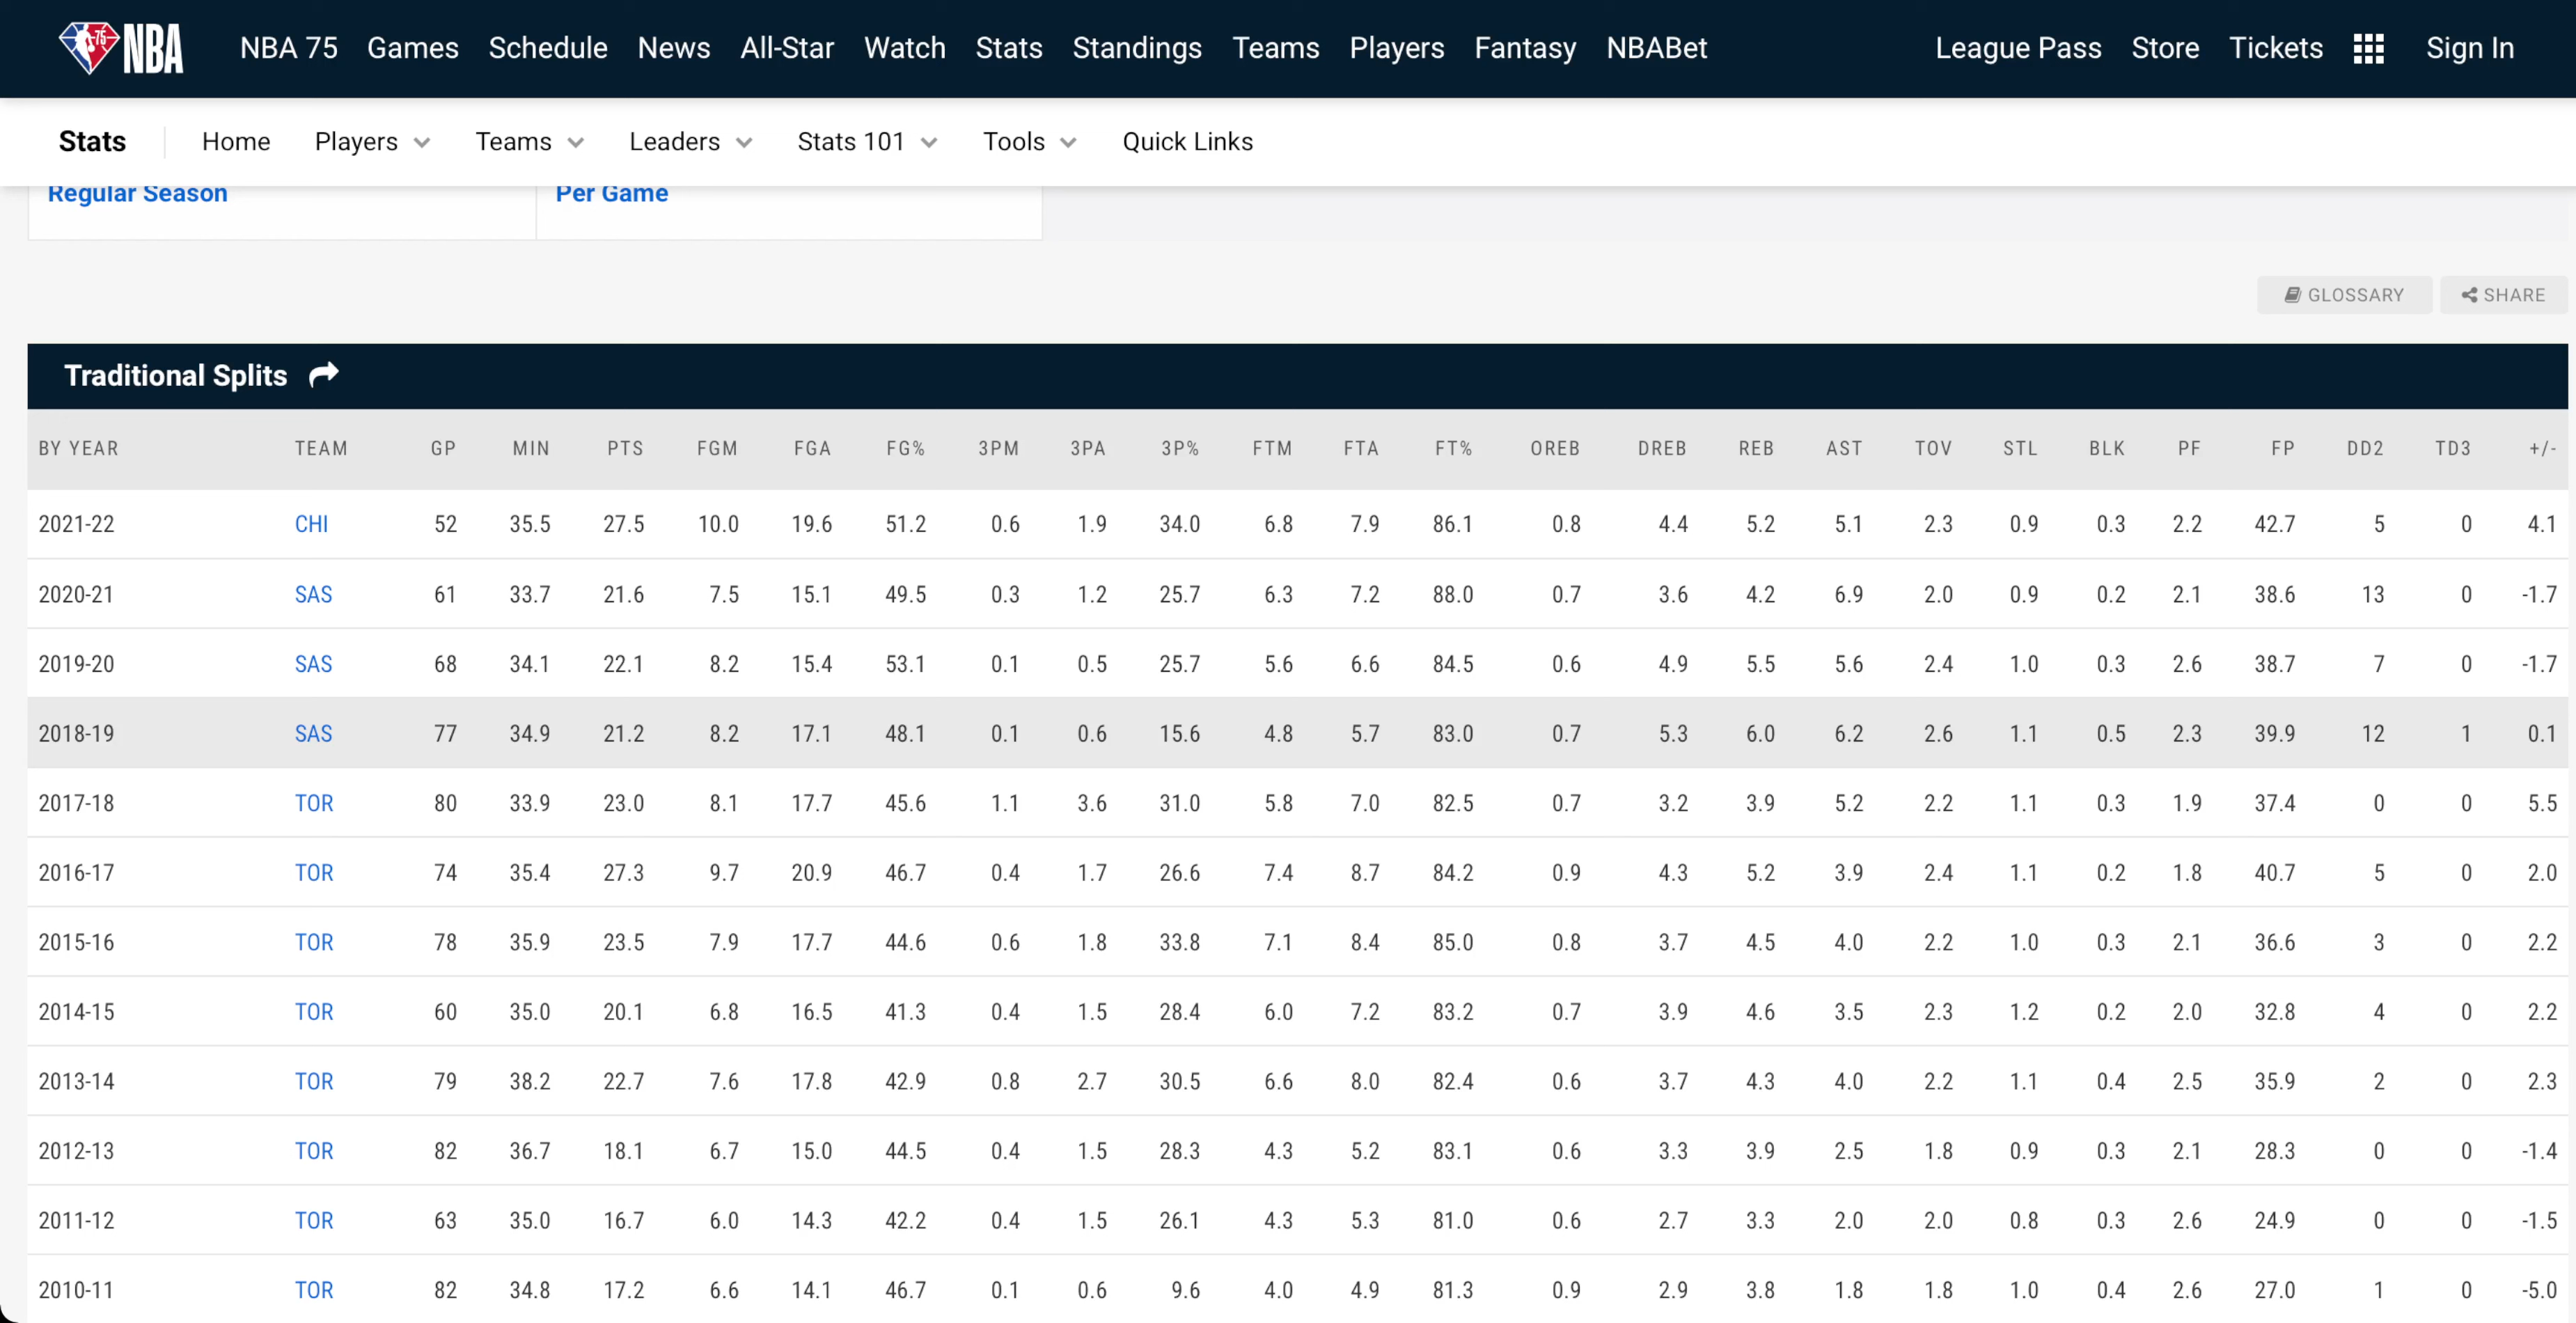 75 NBA NBA 75 Games Schedule News All-Star Watch Stats Standings Teams Players Fantasy NBABet League Pass Store Tickets Sign In
Stats Home Players Teams Leaders Stats 101 Tools Quick Links
Regular Season Per Game
GLOSSARY SHARE
Traditional Splits
BY YEAR TEAM GP MIN PTS FGM FGA FG% 3PM 3PA 3P% FTM FTA FT% OREB DREB REB AST TOV STL BLK PF FP DD2 TD3 +/-
2021-22 CHI 52 35.5 27.5 10.0 19.6 51.2 0.6 1.9 34.0 6.8 7.9 86.1 0.8 4.4 5.2 5.1 2.3 0.9 0.3 2.2 42.7 5 0 4.1
2020-21 SAS 61 33.7 21.6 7.5 15.1 49.5 0.3 1.2 25.7 6.3 7.2 88.0 0.7 3.6 4.2 6.9 2.0 0.9 0.2 2.1 38.6 13 0 -1.7
2019-20 SAS 68 34.1 22.1 8.2 15.4 53.1 0.1 0.5 25.7 5.6 6.6 84.5 0.6 4.9 5.5 5.6 2.4 1.0 0.3 2.6 38.7 7 0 -1.7
2018-19 SAS 77 34.9 21.2 8.2 17.1 48.1 0.1 0.6 15.6 4.8 5.7 83.0 0.7 5.3 6.0 6.2 2.6 1.1 0.5 2.3 39.9 12 1 0.1
2017-18 TOR 80 33.9 23.0 8.1 17.7 45.6 1.1 3.6 31.0 5.8 7.0 82.5 0.7 3.2 3.9 5.2 2.2 1.1 0.3 1.9 37.4 0 0 5.5
2016-17 TOR 74 35.4 27.3 9.7 20.9 46.7 0.4 1.7 26.6 7.4 8.7 84.2 0.9 4.3 5.2 3.9 2.4 1.1 0.2 1.8 40.7 5 0 2.0
2015-16 TOR 78 35.9 23.5 7.9 17.7 44.6 0.6 1.8 33.8 7.1 8.4 85.0 0.8 3.7 4.5 4.0 2.2 1.0 0.3 2.1 36.6 3 0 2.2
2014-15 TOR 60 35.0 20.1 6.8 16.5 41.3 0.4 1.5 28.4 6.0 7.2 83.2 0.7 3.9 4.6 3.5 2.3 1.2 0.2 2.0 32.8 4 0 2.2
2013-14 TOR 79 38.2 22.7 7.6 17.8 42.9 0.8 2.7 30.5 6.6 8.0 82.4 0.6 3.7 4.3 4.0 2.2 1.1 0.4 2.5 35.9 2 0 2.3
2012-13 TOR 82 36.7 18.1 6.7 15.0 44.5 0.4 1.5 28.3 4.3 5.2 83.1 0.6 3.3 3.9 2.5 1.8 0.9 0.3 2.1 28.3 0 0 -1.4
2011-12 TOR 63 35.0 16.7 6.0 14.3 42.2 0.4 1.5 26.1 4.3 5.3 81.0 0.6 2.7 3.3 2.0 2.0 0.8 0.3 2.6 24.9 0 0 -1.5
2010-11 TOR 82 34.8 17.2 6.6 14.1 46.7 0.1 0.6 9.6 4.0 4.9 81.3 0.9 2.9 3.8 1.8 1.8 1.0 0.4 2.6 27.0 1 0 -5.0